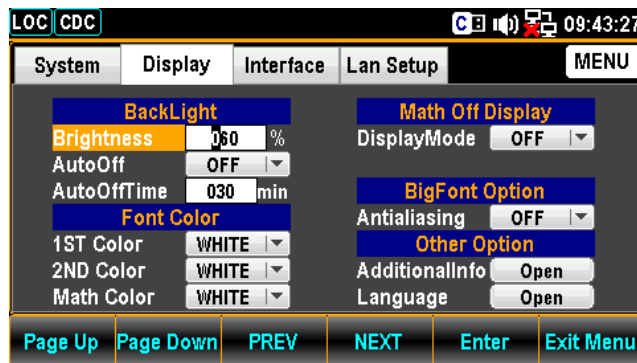 LOC CDC C 09:43:27
System Display Interface Lan Setup MENU
BackLight
Brightness 060 %
AutoOff OFF
AutoOffTime 030 min
Font Color
1ST Color WHITE
2ND Color WHITE
Math Color WHITE
Math Off Display
DisplayMode OFF
BigFont Option
Antialiasing OFF
Other Option
AdditionalInfo Open
Language Open
Page Up Page Down PREV NEXT Enter Exit Menu